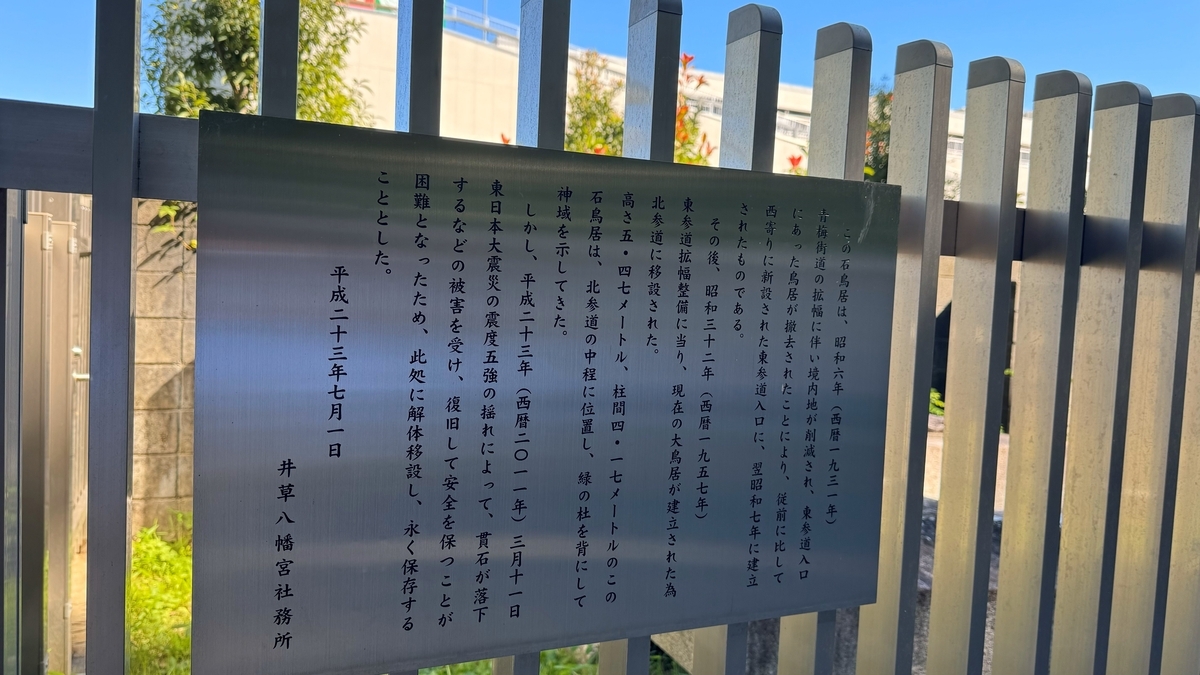 この石鳥居は、昭和六年（西暦一九三一年）
青梅街道の拡幅に伴い境内地が削減され、東参道入口
にあった鳥居が撤去されたことにより、従前に比して
西寄りに新設された東参道入口に、翌昭和七年に建立
されたものである。
その後、昭和三十二年（西暦一九五七年）
東参道拡幅整備に当り、現在の大鳥居が建立された為
北参道に移設された。
高さ五・四七メートル、柱間四・一七メートルのこの
石鳥居は、北参道の中程に位置し、緑の杜を背にして
神域を示してきた。
しかし、平成二十三年（西暦二〇一一年）三月十一日
東日本大震災の震度五強の揺れによって、貫石が落下
するなどの被害を受け、復旧して安全を保つことが
困難となったため、此処に解体移設し、永く保存する
こととした。
平成二十三年七月一日
井草八幡宮社務所